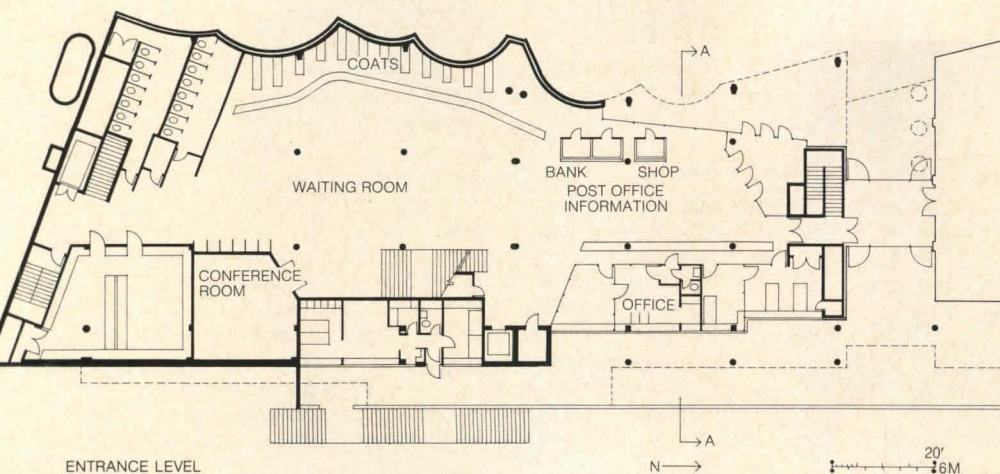 A
COATS
BANK
SHOP
POST OFFICE
INFORMATION
WAITING ROOM
CONFERENCE
ROOM
OFFICE
A
ENTRANCE LEVEL
N
20'
6M